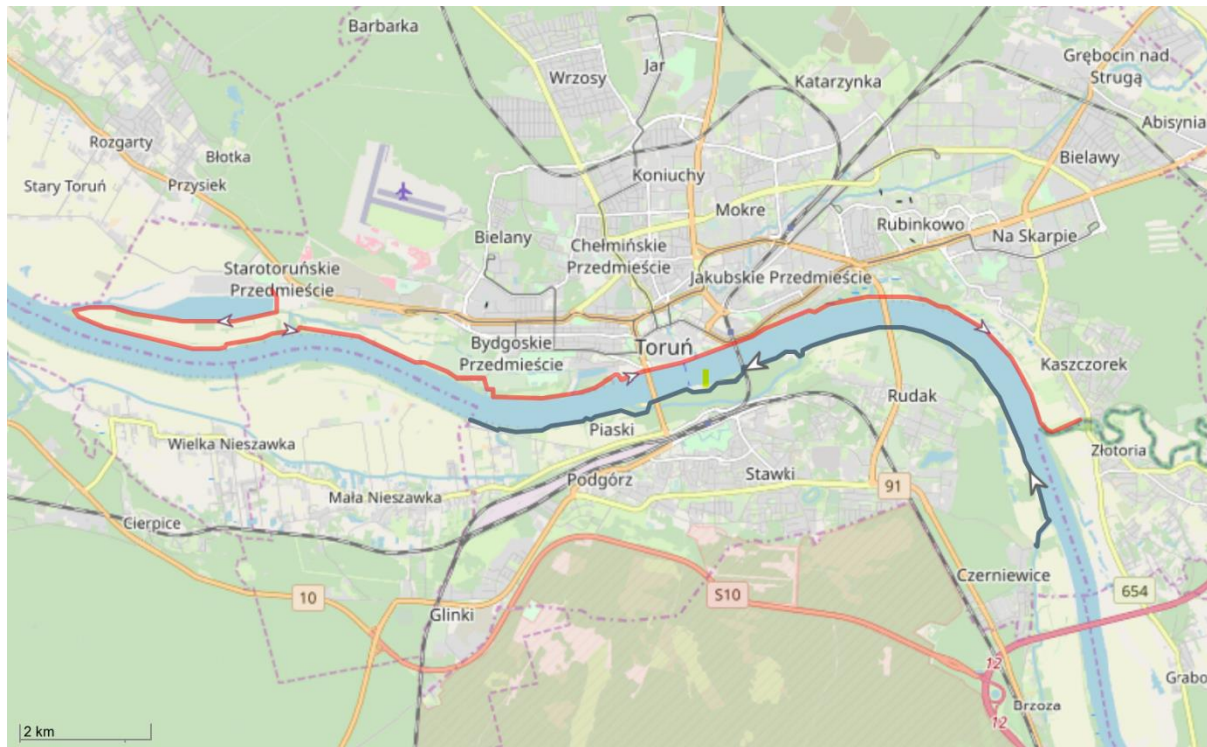 Barbarka
Jar
Wrzosy
Katarzynka
Grębocin nad
Strugą
Abisynia
Rozgarty
Błotka
Bielawy
Stary Toruń
Przysiek
Koniuchy
Mokre
Rubinkowo
Na Skarpie
Bielany
Chełmińskie
Przedmieście
Starotoruńskie
Przedmieście
Jakubskie Przedmieście
Bydgoskie
Przedmieście
Toruń
Kaszczorek
Rudak
Piaski
Wielka Nieszawka
Złotoria
Stawki
Podgórz
91
Mała Nieszawka
Cierpice
Czerniewice
10
S10
654
Glinki
12
Grabo
Brzoza
12
2 km